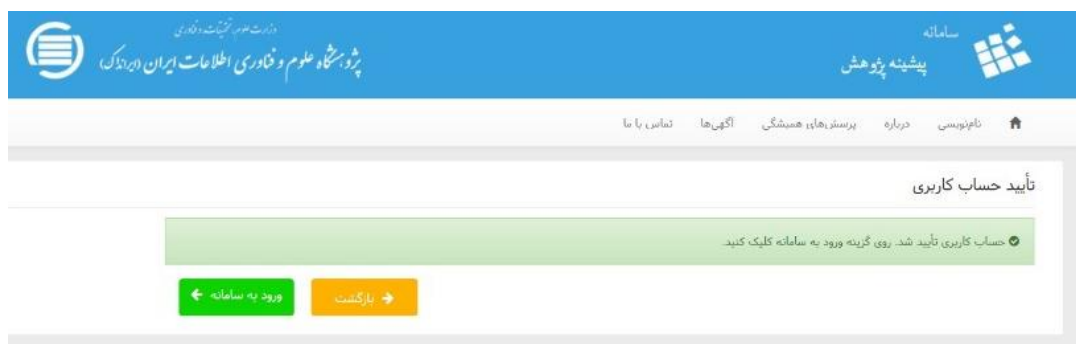 سامانه
پیشینه پژوهش
وزارت علوم، تحقیقات و فناوری
پژوهشگاه علوم و فناوری اطلاعات ایران (ایرانداک)
نام‌نویسی درباره پرسش‌های همیشگی آگهی‌ها تماس با ما
تأیید حساب کاربری
حساب کاربری تأیید شد. روی گزینه ورود به سامانه کلیک کنید.
بازگشت ورود به سامانه